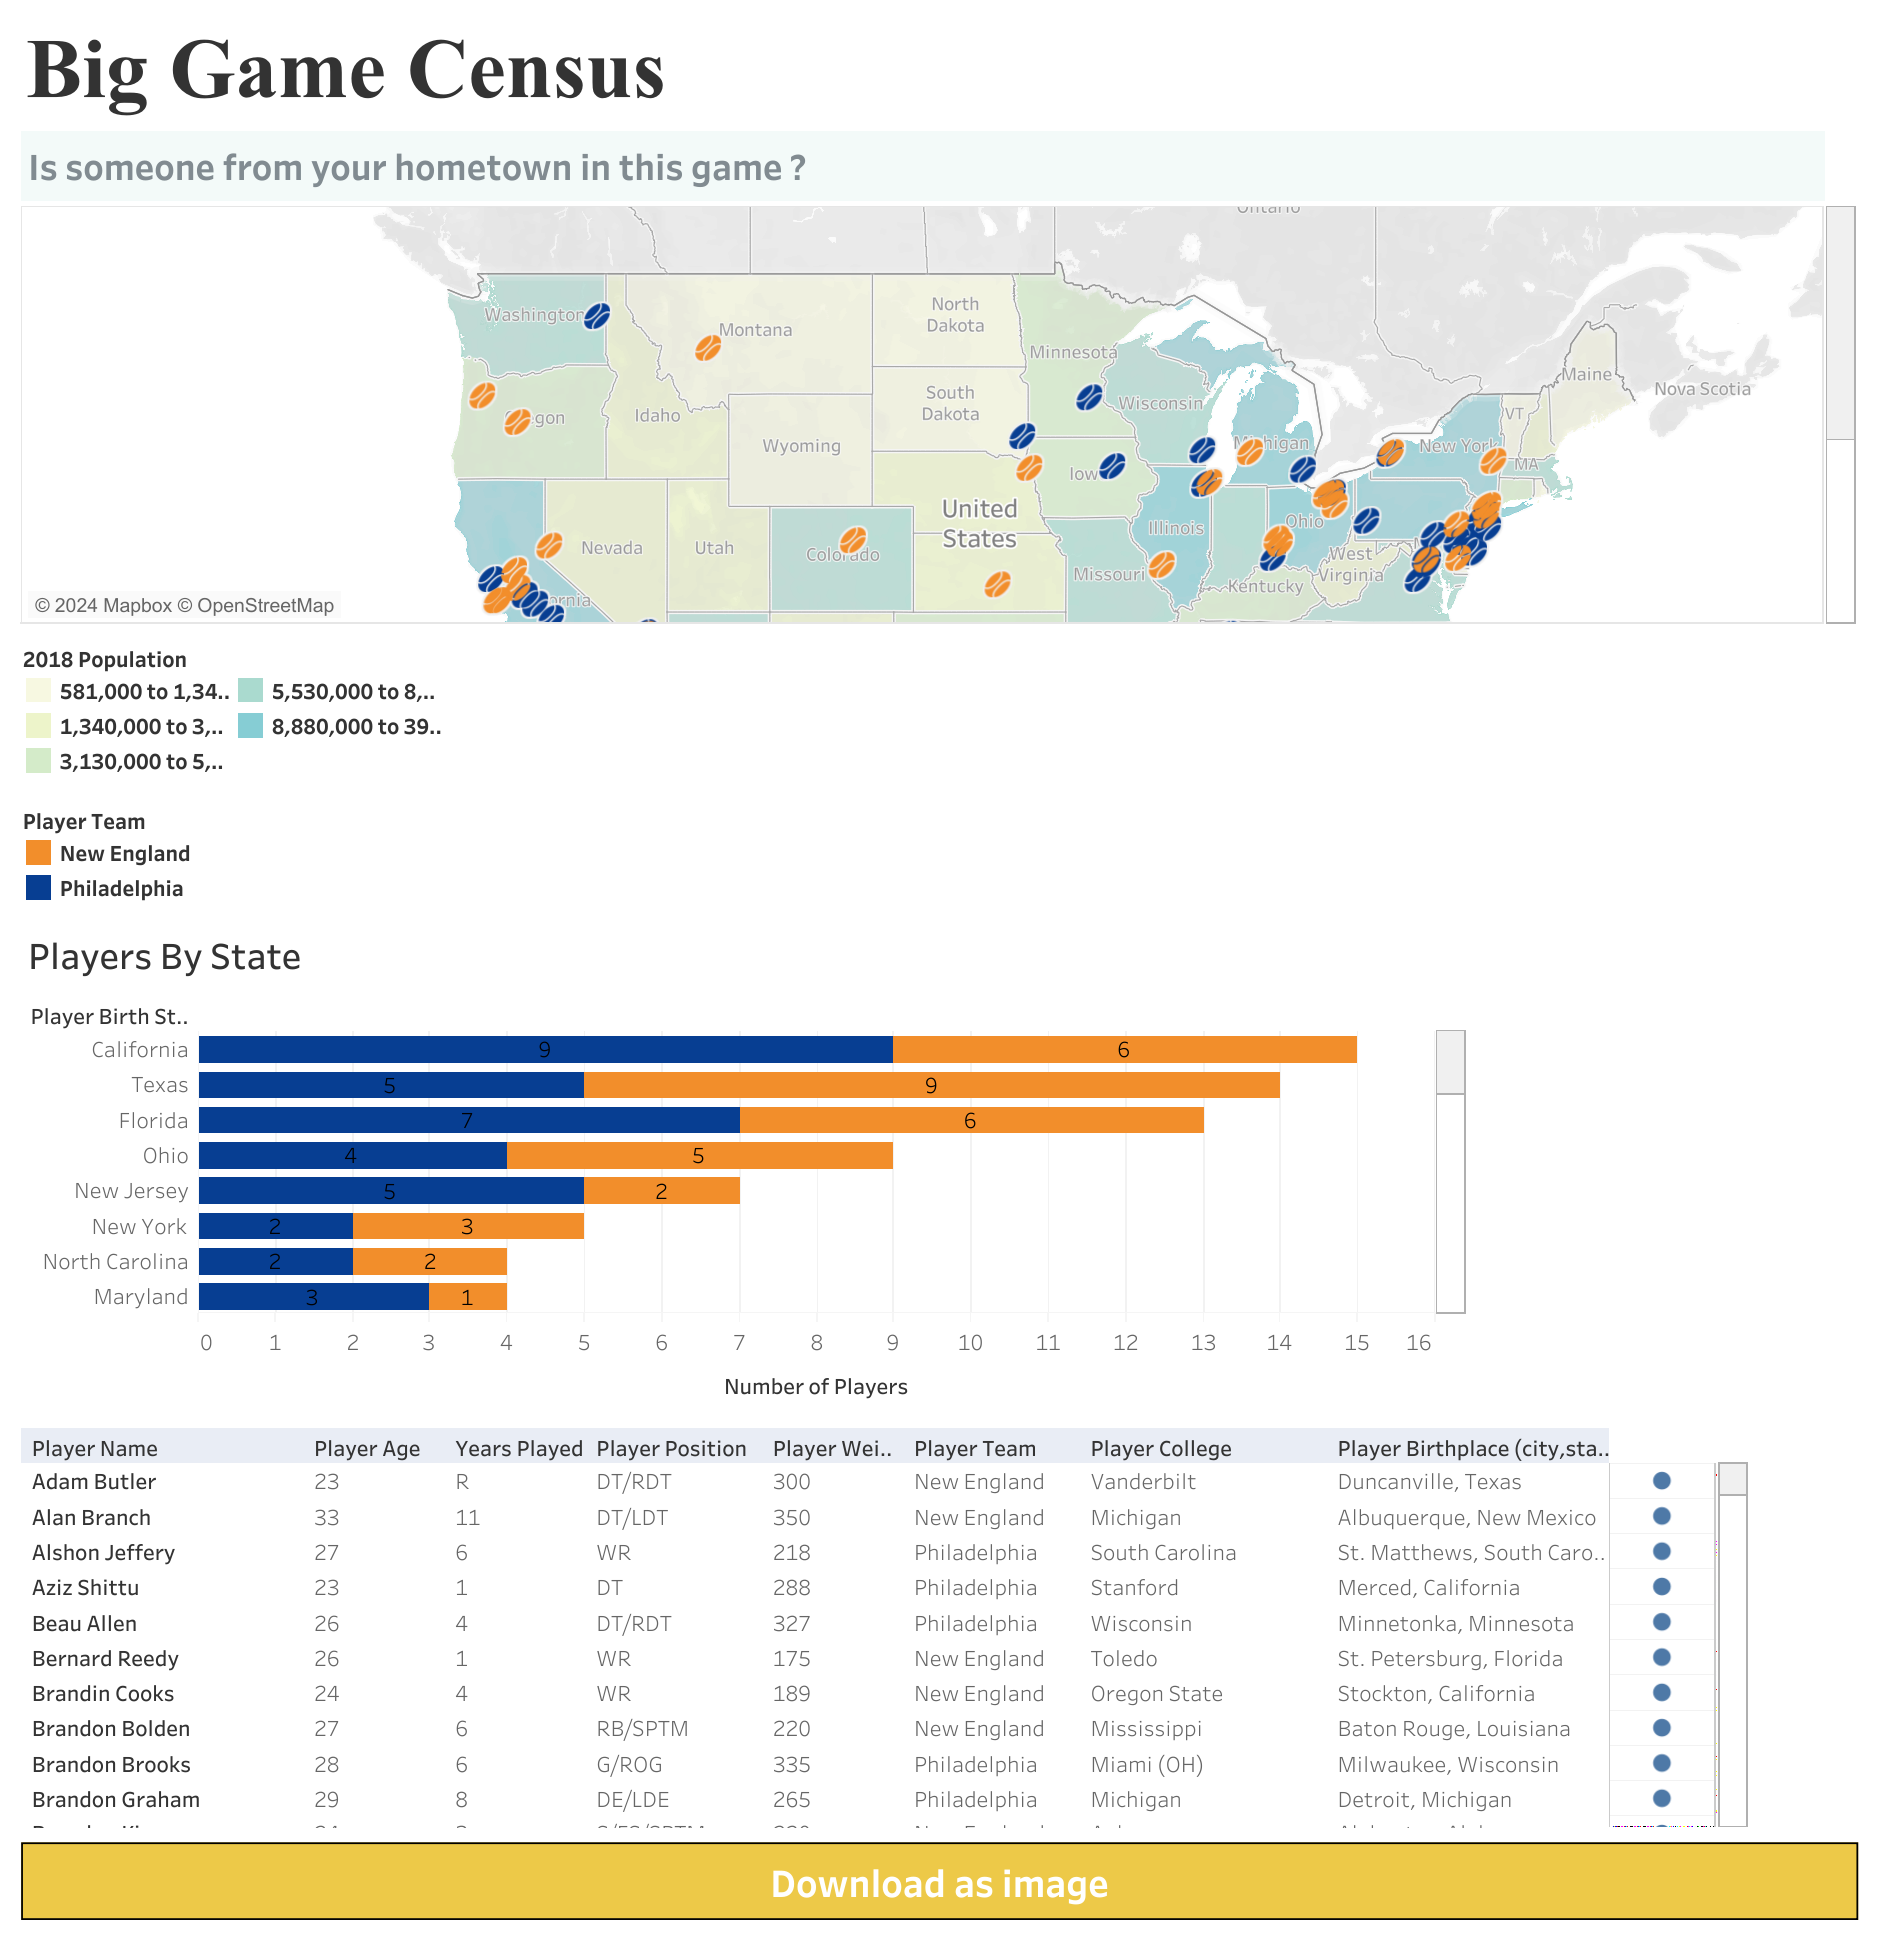 Big Game Census
Is someone from your hometown in this game ?
Ontario
Washington
Montana
North
Dakota
Minnesota
Maine
Nova Scotia
South
Dakota
Wisconsin
Idaho
VT
New York
Wyoming
MA
United
States
Illinois
Ohio
Nevada
Utah
Colorado
West
Virginia
Missouri
Kentucky
© 2024 Mapbox © OpenStreetMap
2018 Population
581,000 to 1,34.. 5,530,000 to 8,..
1,340,000 to 3,.. 8,880,000 to 39..
3,130,000 to 5,..
Player Team
New England
Philadelphia
Players By State
Player Birth St..
California 9 6
Texas 5 9
Florida 7 6
Ohio 4 5
New Jersey 5 2
New York 2 3
North Carolina 2 2
Maryland 3 1
0 1 2 3 4 5 6 7 8 9 10 11 12 13 14 15 16
Number of Players
Player Name Player Age Years Played Player Position Player Wei.. Player Team Player College Player Birthplace (city,sta..
Adam Butler 23 R DT/RDT 300 New England Vanderbilt Duncanville, Texas
Alan Branch 33 11 DT/LDT 350 New England Michigan Albuquerque, New Mexico
Alshon Jeffery 27 6 WR 218 Philadelphia South Carolina St. Matthews, South Caro..
Aziz Shittu 23 1 DT 288 Philadelphia Stanford Merced, California
Beau Allen 26 4 DT/RDT 327 Philadelphia Wisconsin Minnetonka, Minnesota
Bernard Reedy 26 1 WR 175 New England Toledo St. Petersburg, Florida
Brandin Cooks 24 4 WR 189 New England Oregon State Stockton, California
Brandon Bolden 27 6 RB/SPTM 220 New England Mississippi Baton Rouge, Louisiana
Brandon Brooks 28 6 G/ROG 335 Philadelphia Miami (OH) Milwaukee, Wisconsin
Brandon Graham 29 8 DE/LDE 265 Philadelphia Michigan Detroit, Michigan
Download as image